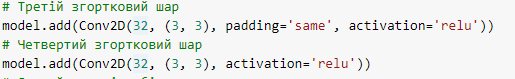 # Третій згортковий шар
model.add(Conv2D(32, (3, 3), padding='same', activation='relu'))
# Четвертий згортковий шар
model.add(Conv2D(32, (3, 3), activation='relu'))